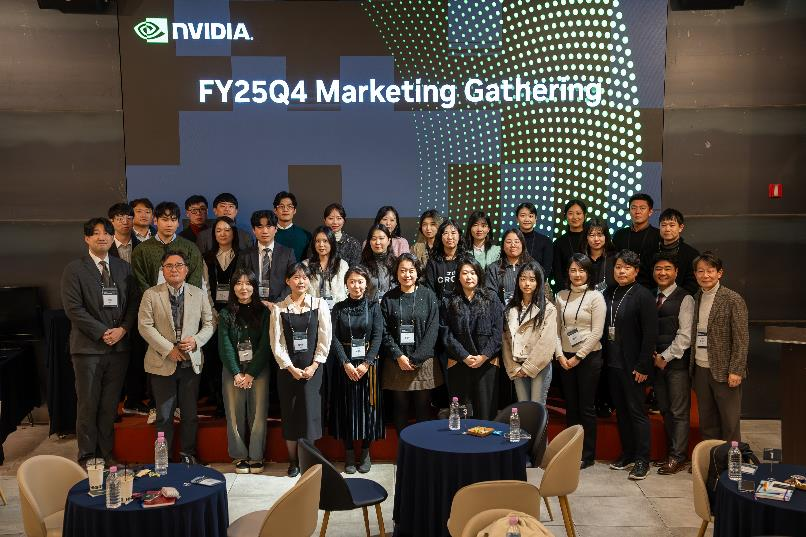 NVIDIA.
FY25Q4 Marketing Gathering